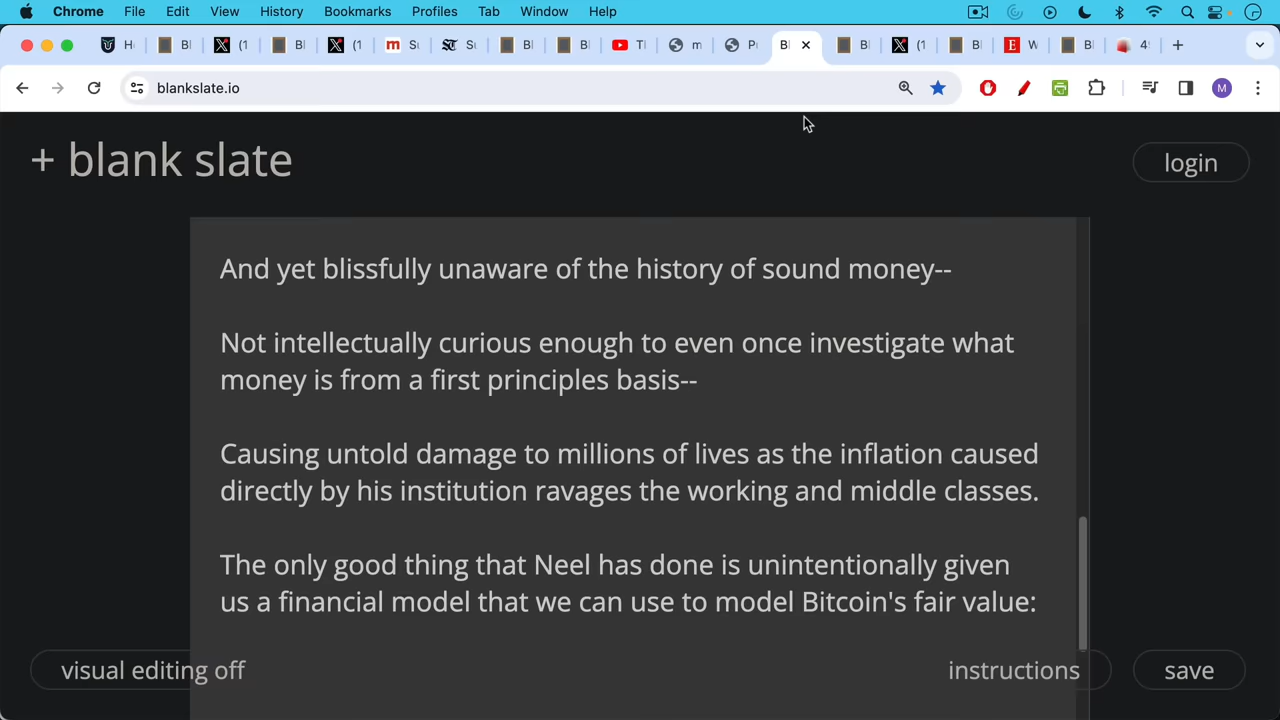 Chrome File Edit View History Bookmarks Profiles Tab Window Help
blankslate.io
M
+ blank slate
login
And yet blissfully unaware of the history of sound money--
Not intellectually curious enough to even once investigate what
money is from a first principles basis--
Causing untold damage to millions of lives as the inflation caused
directly by his institution ravages the working and middle classes.
The only good thing that Neel has done is unintentionally given
us a financial model that we can use to model Bitcoin's fair value:
visual editing off
instructions
save